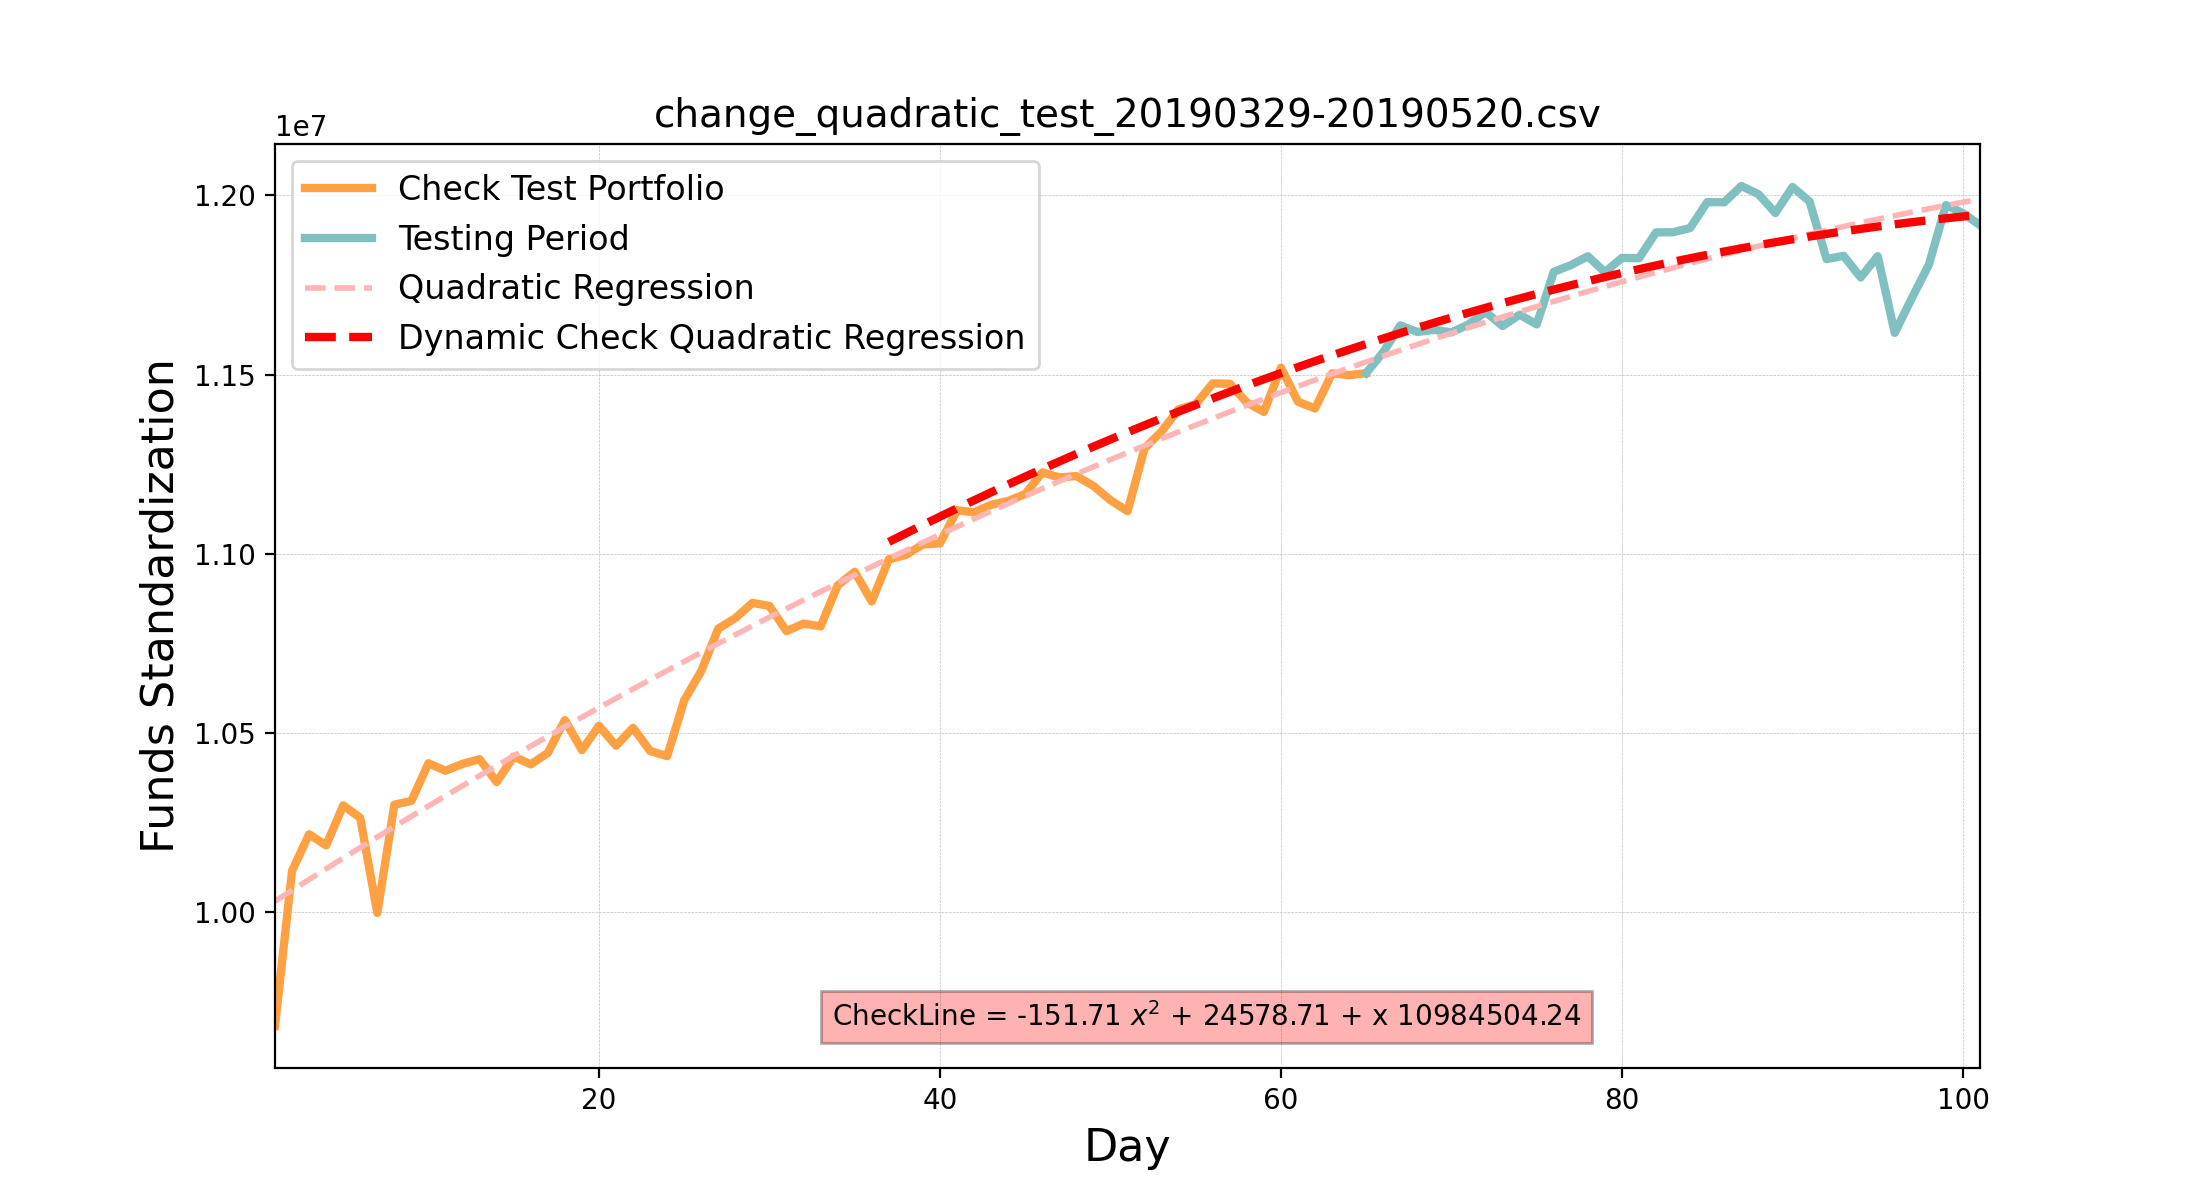 change_quadratic_test_20190329-20190520.csv
1e7
Check Test Portfolio
Testing Period
Quadratic Regression
Dynamic Check Quadratic Regression
1.20
1.15
1.10
1.05
1.00
Funds Standardization
CheckLine = -151.71 x² + 24578.71 + x 10984504.24
20 40 60 80 100
Day